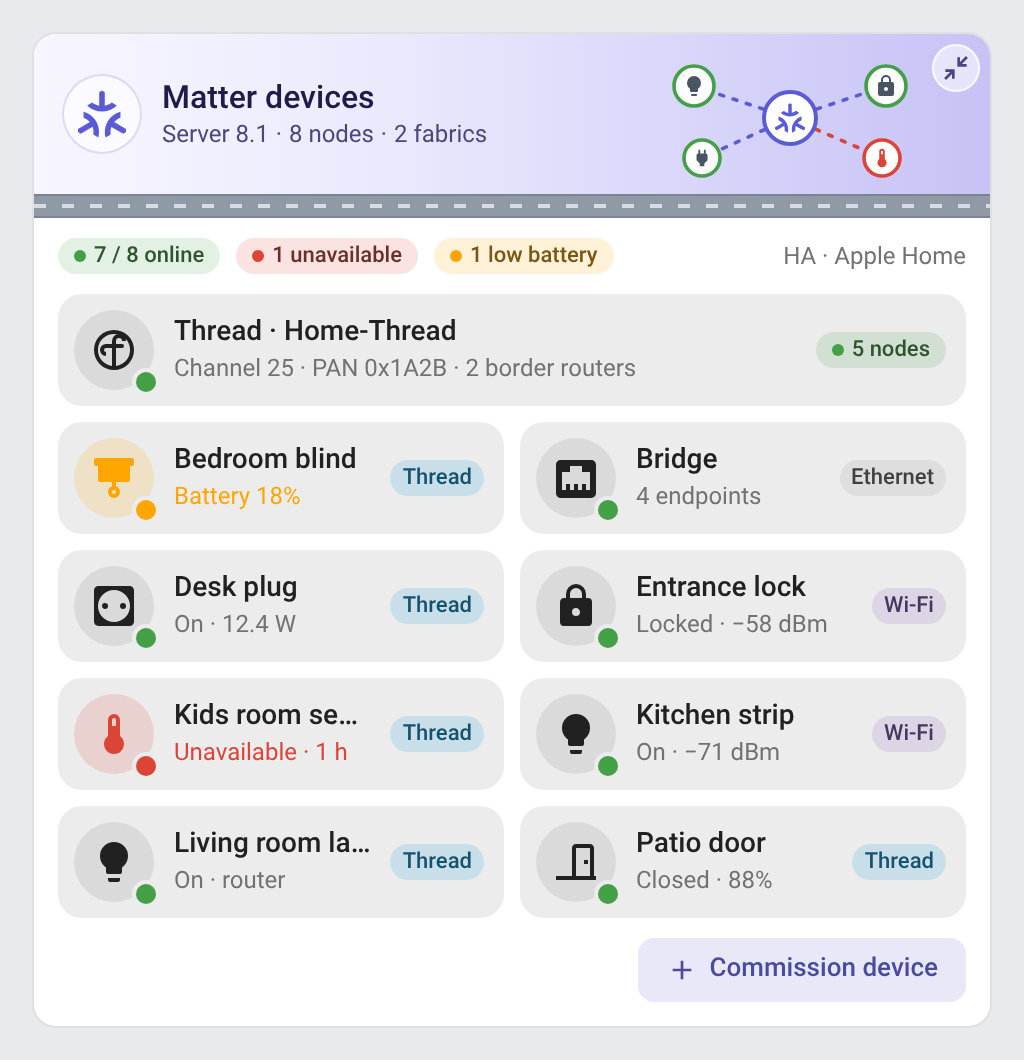 Matter devices
Server 8.1 · 8 nodes · 2 fabrics
7 / 8 online
1 unavailable
1 low battery
HA · Apple Home
Thread · Home-Thread
Channel 25 · PAN 0x1A2B · 2 border routers
5 nodes
Bedroom blind
Battery 18%
Thread
Bridge
4 endpoints
Ethernet
Desk plug
On · 12.4 W
Thread
Entrance lock
Locked · −58 dBm
Wi-Fi
Kids room se...
Unavailable · 1 h
Thread
Kitchen strip
On · −71 dBm
Wi-Fi
Living room la...
On · router
Thread
Patio door
Closed · 88%
Thread
+ Commission device